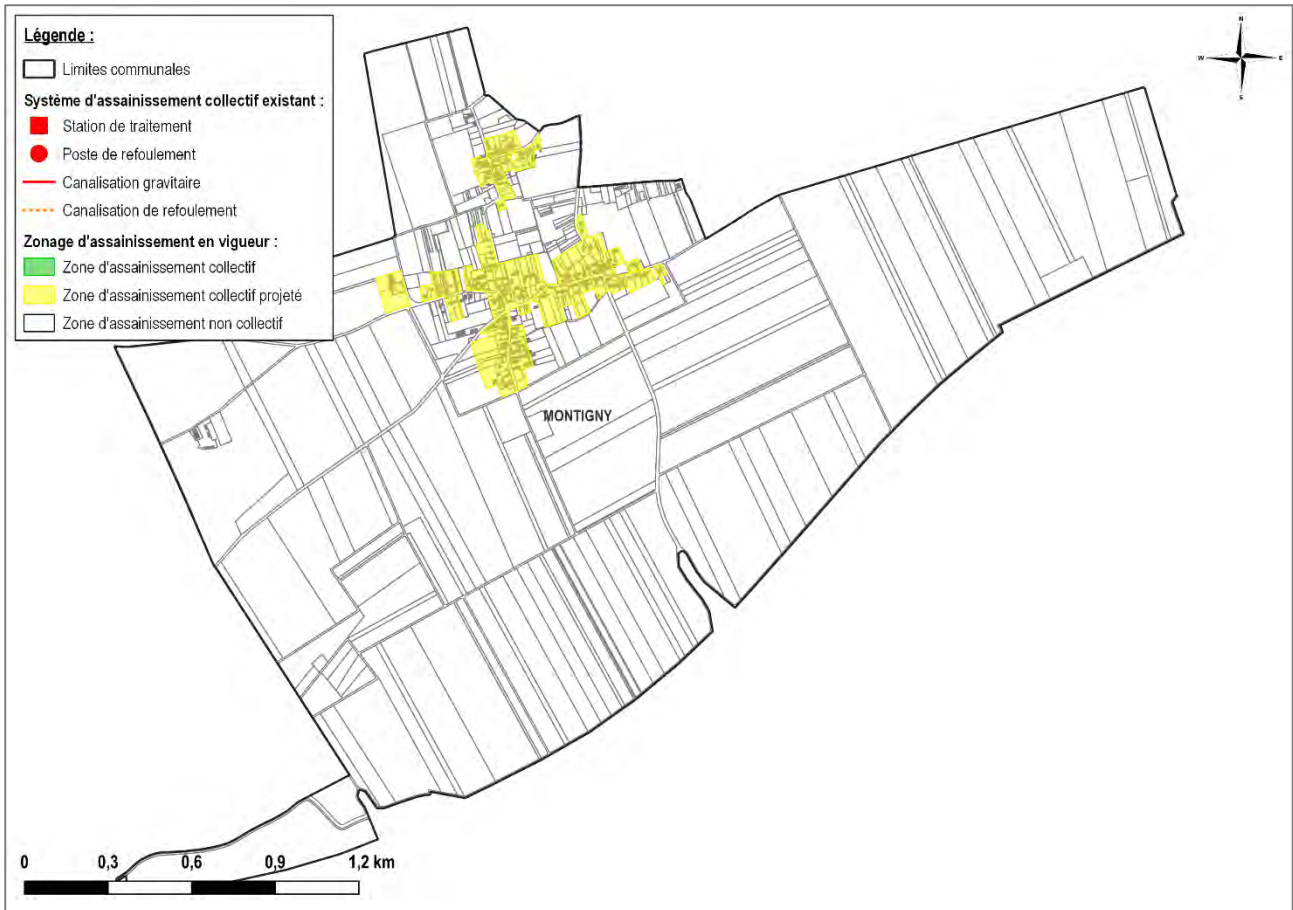 Légende :
Limites communales
Système d'assainissement collectif existant :
Station de traitement
Poste de refoulement
Canalisation gravitaire
Canalisation de refoulement
Zonage d'assainissement en vigueur :
Zone d'assainissement collectif
Zone d'assainissement collectif projeté
Zone d'assainissement non collectif
N
W E
S
MONTIGNY
0 0,3 0,6 0,9 1,2 km